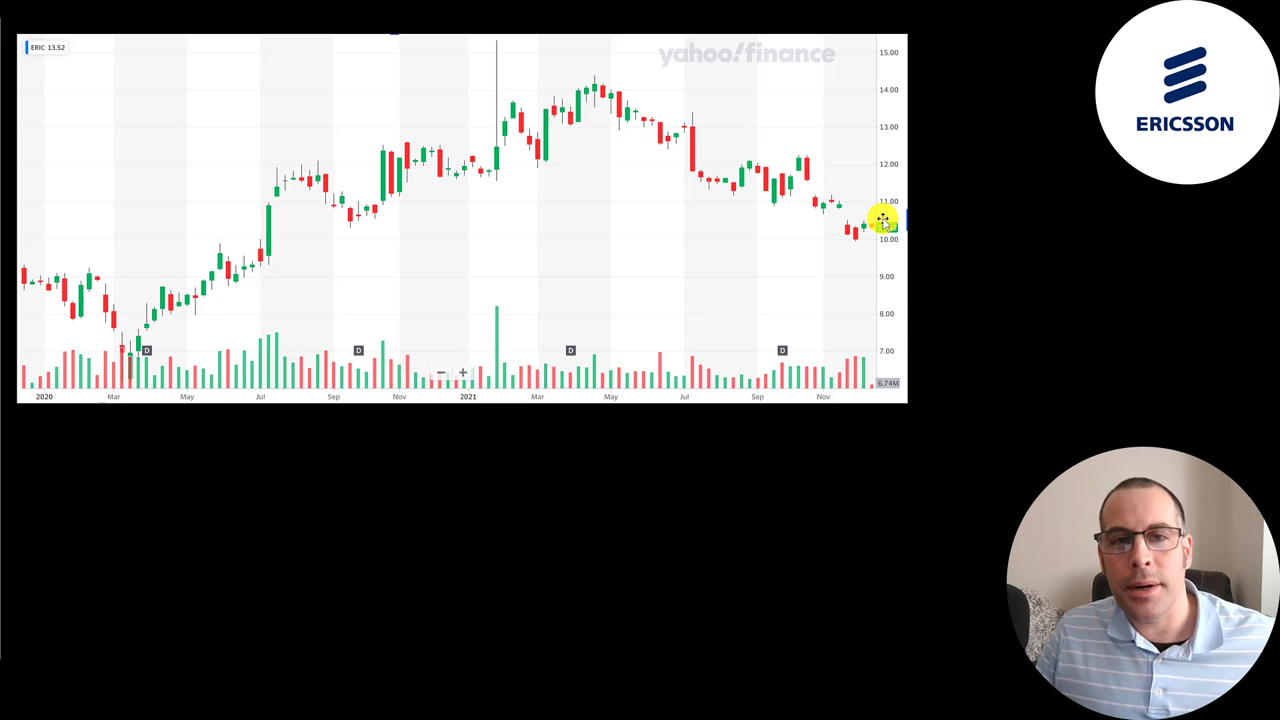 ERIC 13.52
yahoo!finance
15.00
14.00
13.00
12.00
11.00
10.00
9.00
8.00
7.00
6.74M
D
D
D
D
2020 Mar May Jul Sep Nov 2021 Mar May Jul Sep Nov
ERICSSON